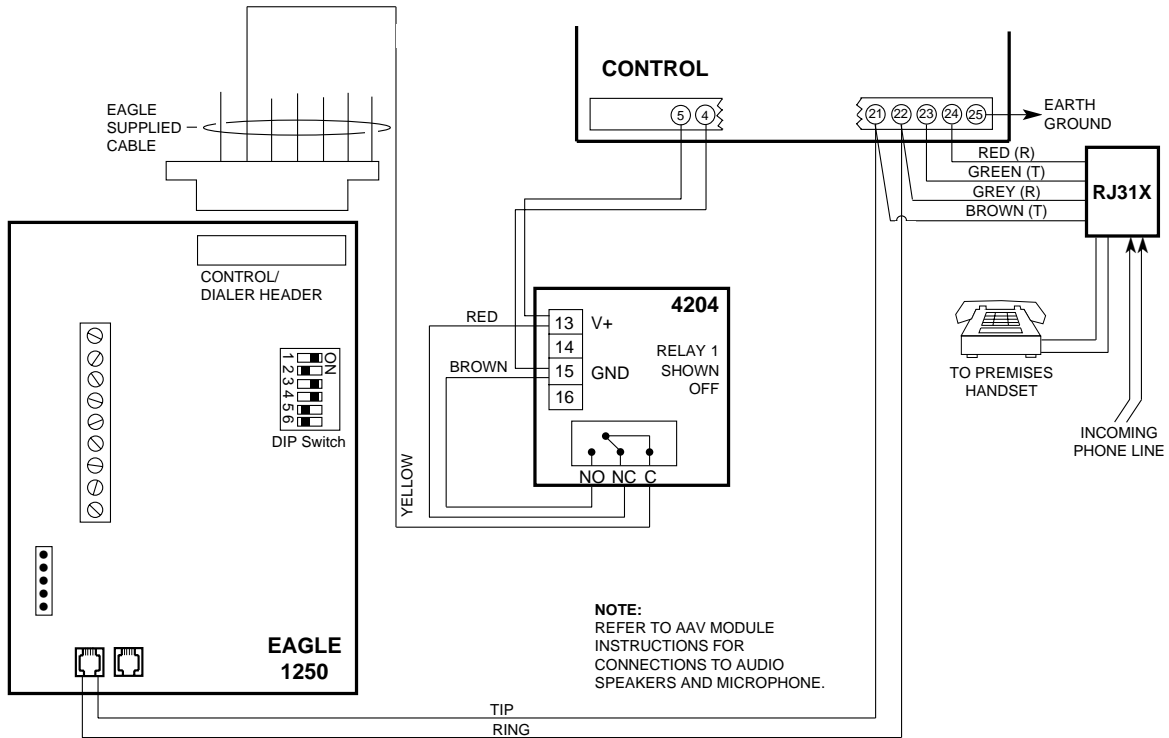 CONTROL
5 4
21 22 23 24 25
EARTH
GROUND
EAGLE
SUPPLIED
CABLE
RED (R)
GREEN (T)
GREY (R)
BROWN (T)
RJ31X
CONTROL/
DIALER HEADER
ON
1
2
3
4
5
6
DIP Switch
YELLOW
RED
BROWN
4204
13 V+
14
15 GND
16
RELAY 1
SHOWN
OFF
NO NC C
TO PREMISES
HANDSET
INCOMING
PHONE LINE
NOTE:
REFER TO AAV MODULE
INSTRUCTIONS FOR
CONNECTIONS TO AUDIO
SPEAKERS AND MICROPHONE.
EAGLE
1250
TIP
RING